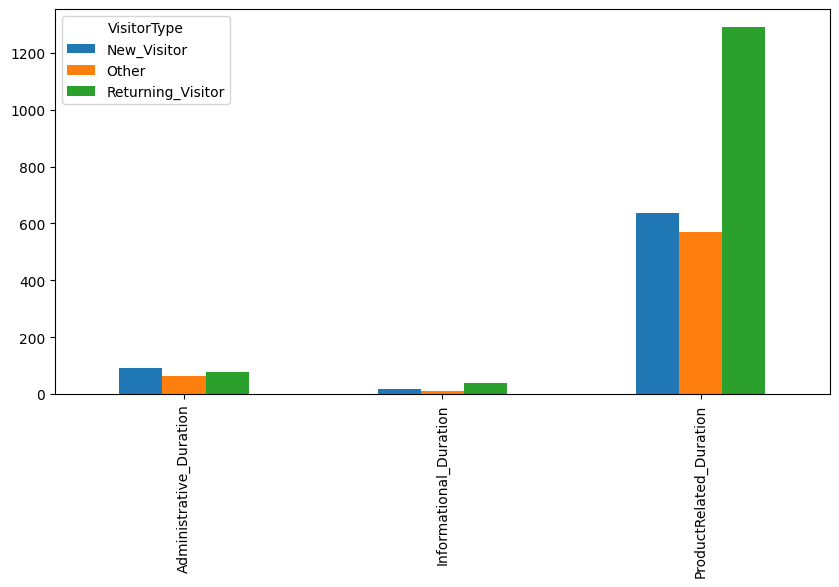 VisitorType
New_Visitor
Other
Returning_Visitor
1200
1000
800
600
400
200
0
Administrative_Duration
Informational_Duration
ProductRelated_Duration